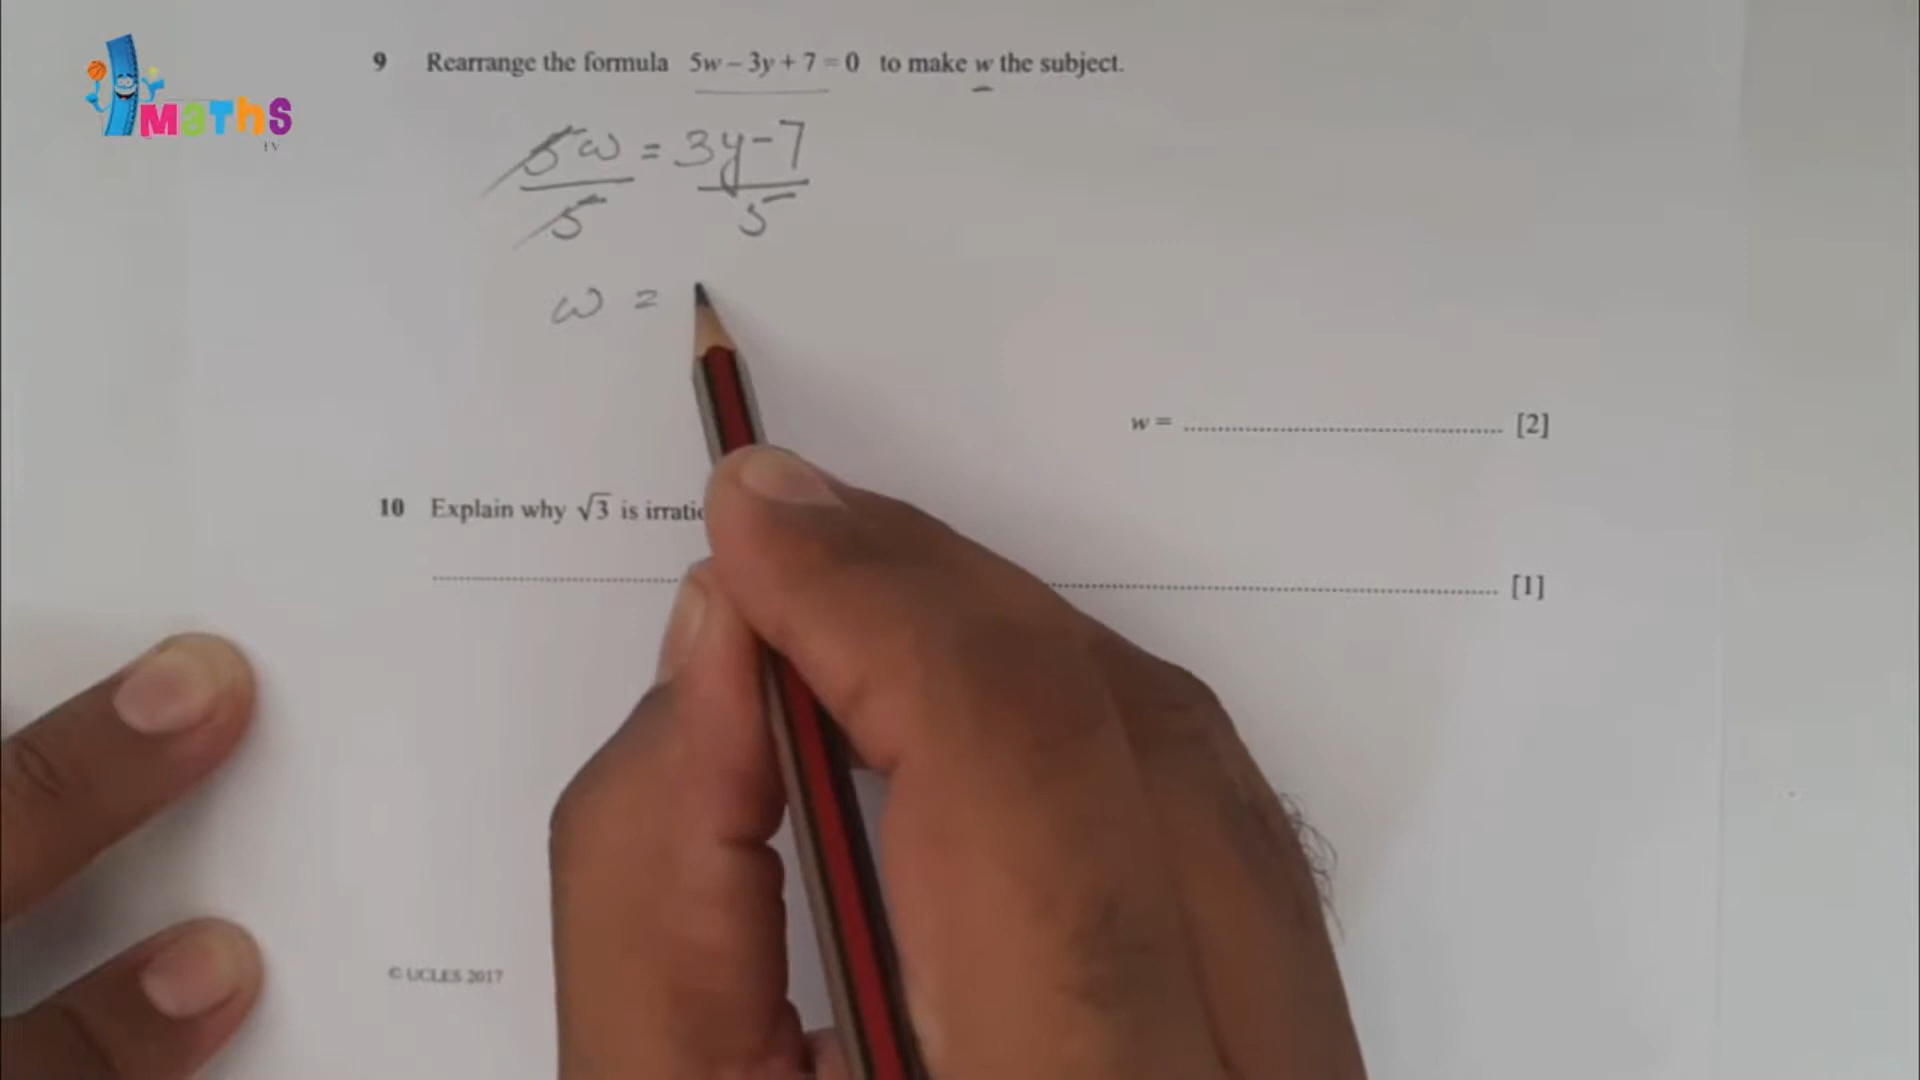 MaThS
TV
9 Rearrange the formula 5w – 3y + 7 = 0 to make w the subject.
5w = 3y-7
5 5
w =
w = ........................................ [2]
10 Explain why √3 is
........................................ [1]
© UCLES 2017